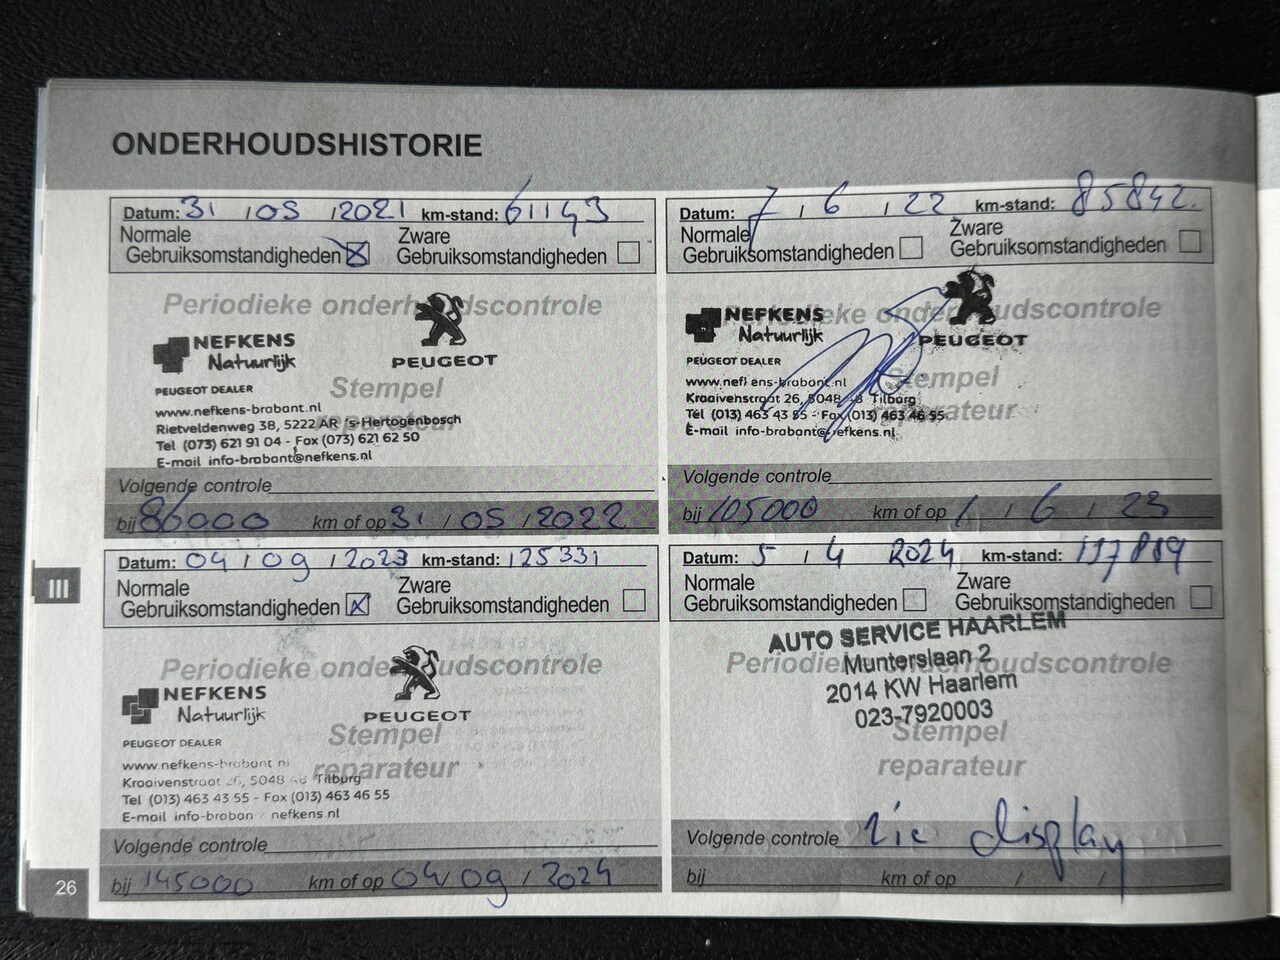 ONDERHOUDSHISTORIE
Datum: 31 / 05 / 2021 km-stand: 61143
Normale Gebruiksomstandigheden
Zware Gebruiksomstandigheden
Periodieke onderhoudscontrole
NEFKENS
Natuurlijk
PEUGEOT
PEUGEOT DEALER
Stempel
reparateur
www.nefkens-brabant.nl
Rietveldenweg 38, 5222 AR 's-Hertogenbosch
Tel (073) 621 91 04 - Fax (073) 621 62 50
E-mail info-brabant@nefkens.nl
Volgende controle
bij 86000 km of op 31 / 05 / 2022
Datum: 7 / 6 / 22 km-stand: 85842.
Normale Gebruiksomstandigheden
Zware Gebruiksomstandigheden
Periodieke onderhoudscontrole
NEFKENS
Natuurlijk
PEUGEOT
PEUGEOT DEALER
Stempel
reparateur
www.nefkens-brabant.nl
Kraaivenstraat 26, 5048 AB Tilburg
Tel (013) 463 43 55 - Fax (013) 463 46 55
E-mail info-brabant@nefkens.nl
Volgende controle
bij 105000 km of op 1 / 6 / 23
Datum: 04 / 09 / 2023 km-stand: 125331
Normale Gebruiksomstandigheden
Zware Gebruiksomstandigheden
Periodieke onderhoudscontrole
NEFKENS
Natuurlijk
PEUGEOT
PEUGEOT DEALER
Stempel
reparateur
www.nefkens-brabant nl
Kraaivenstraat 26, 5048 AB Tilburg
Tel (013) 463 43 55 - Fax (013) 463 46 55
E-mail info-braban nefkens.nl
Volgende controle
bij 145000 km of op 04 09 / 2024
Datum: 5 / 4 2024 km-stand:
Normale Gebruiksomstandigheden
Zware Gebruiksomstandigheden
AUTO SERVICE HAARLEM
Periodieke onderhoudscontrole
Munterslaan 2
2014 KW Haarlem
023-7920003
Stempel
reparateur
Volgende controle zie display
bij km of op / /
III
26